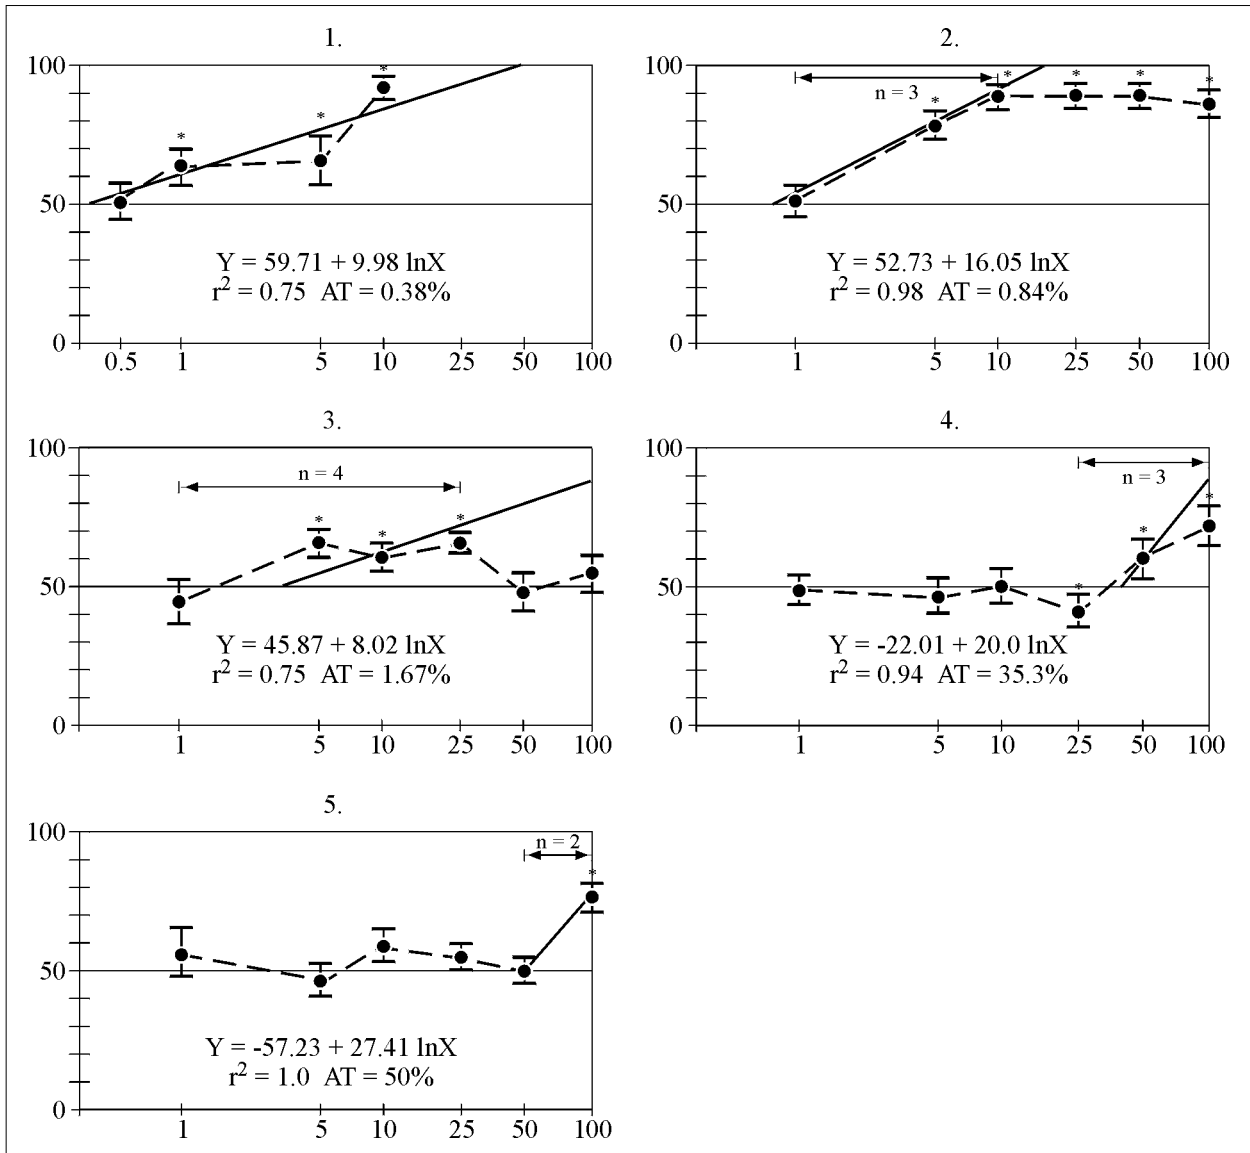 1.
100
50
0
* * *
Y = 59.71 + 9.98 lnX
r² = 0.75 AT = 0.38%
0.5 1 5 10 25 50 100
2.
100
50
0
n = 3
* * * * *
Y = 52.73 + 16.05 lnX
r² = 0.98 AT = 0.84%
1 5 10 25 50 100
3.
100
50
0
n = 4
* * *
Y = 45.87 + 8.02 lnX
r² = 0.75 AT = 1.67%
1 5 10 25 50 100
4.
100
50
0
n = 3
* * *
Y = -22.01 + 20.0 lnX
r² = 0.94 AT = 35.3%
1 5 10 25 50 100
5.
100
50
0
n = 2
*
Y = -57.23 + 27.41 lnX
r² = 1.0 AT = 50%
1 5 10 25 50 100